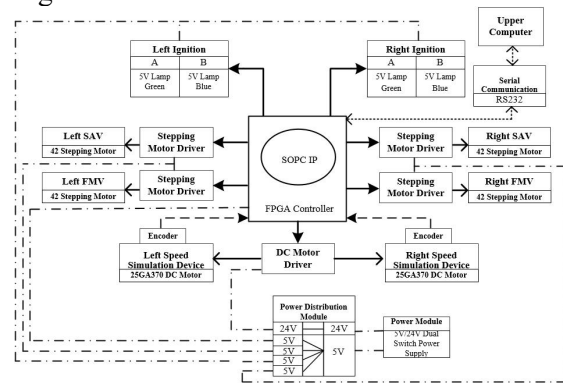 Left Ignition
A B
5V Lamp
Green
5V Lamp
Blue
Right Ignition
A B
5V Lamp
Green
5V Lamp
Blue
Upper
Computer
Serial
Communication
RS232
Left SAV
42 Stepping Motor
Stepping
Motor Driver
SOPC IP
FPGA Controller
Stepping
Motor Driver
Right SAV
42 Stepping Motor
Left FMV
42 Stepping Motor
Stepping
Motor Driver
Stepping
Motor Driver
Right FMV
42 Stepping Motor
Encoder
Left Speed
Simulation Device
25GA370 DC Motor
DC Motor
Driver
Encoder
Right Speed
Simulation Device
25GA370 DC Motor
Power Distribution
Module
24V 24V
5V
5V
5V
5V
5V
Power Module
5V/24V Dual
Switch Power
Supply